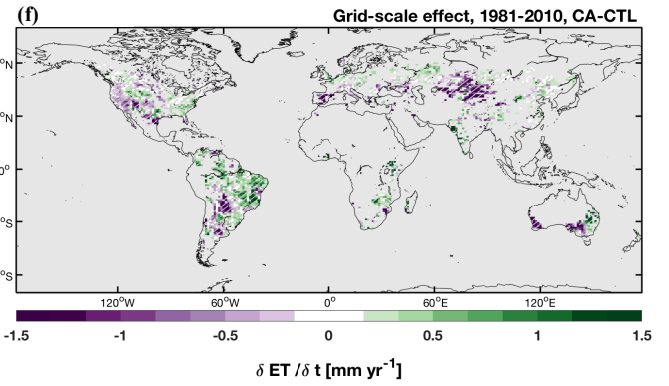 (f) Grid-scale effect, 1981-2010, CA-CTL
°N
°N
0°
°S
°S
120°W 60°W 0° 60°E 120°E
-1.5 -1 -0.5 0 0.5 1 1.5
δ ET /δ t [mm yr⁻¹]